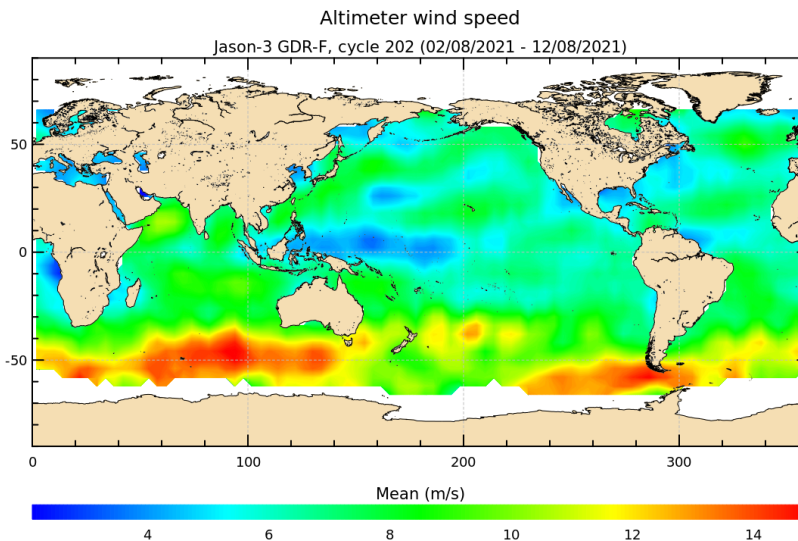 Altimeter wind speed
Jason-3 GDR-F, cycle 202 (02/08/2021 - 12/08/2021)
50
0
-50
0 100 200 300
Mean (m/s)
4 6 8 10 12 14